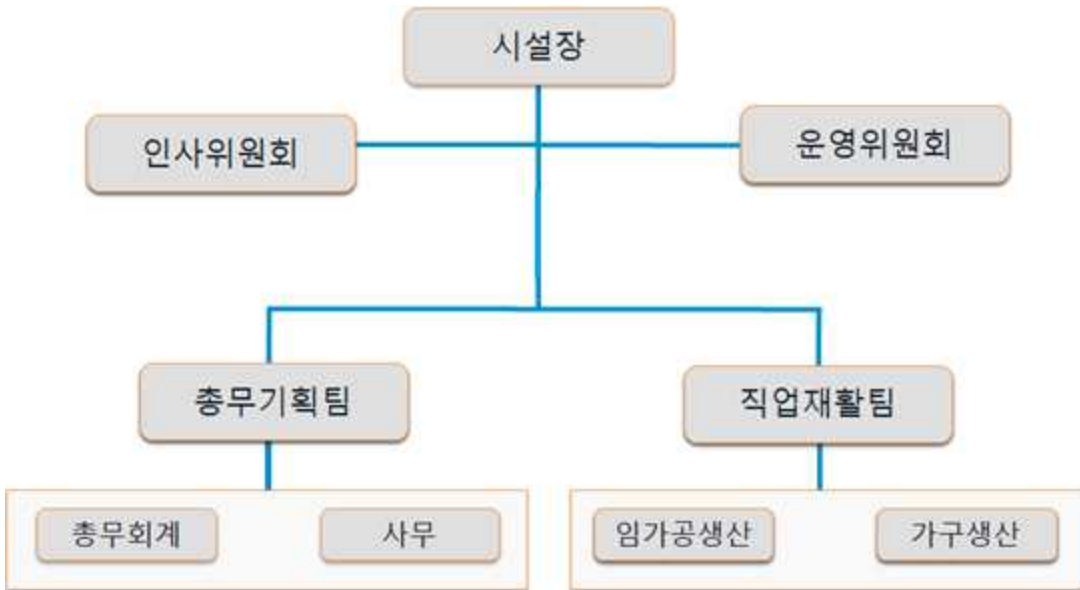 시설장
인사위원회
운영위원회
총무기획팀
직업재활팀
총무회계
사무
임가공생산
가구생산